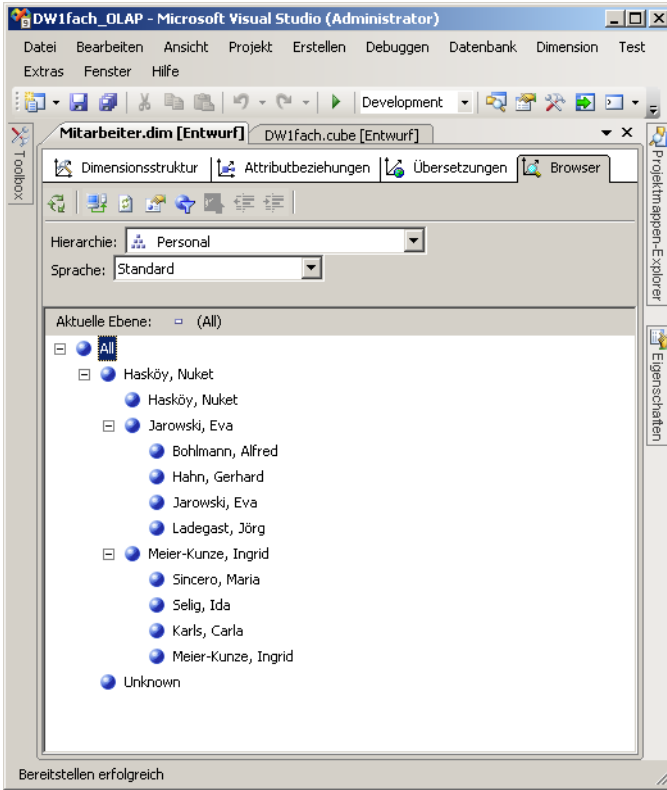 DW1fach_OLAP - Microsoft Visual Studio (Administrator)
Datei Bearbeiten Ansicht Projekt Erstellen Debuggen Datenbank Dimension Test
Extras Fenster Hilfe
Development
Mitarbeiter.dim [Entwurf] DW1fach.cube [Entwurf]
Toolbox
Dimensionsstruktur Attributbeziehungen Übersetzungen Browser
Projektmappen-Explorer
Eigenschaften
Hierarchie: Personal
Sprache: Standard
Aktuelle Ebene: (All)
All
Hasköy, Nuket
Hasköy, Nuket
Jarowski, Eva
Bohlmann, Alfred
Hahn, Gerhard
Jarowski, Eva
Ladegast, Jörg
Meier-Kunze, Ingrid
Sincero, Maria
Selig, Ida
Karls, Carla
Meier-Kunze, Ingrid
Unknown
Bereitstellen erfolgreich